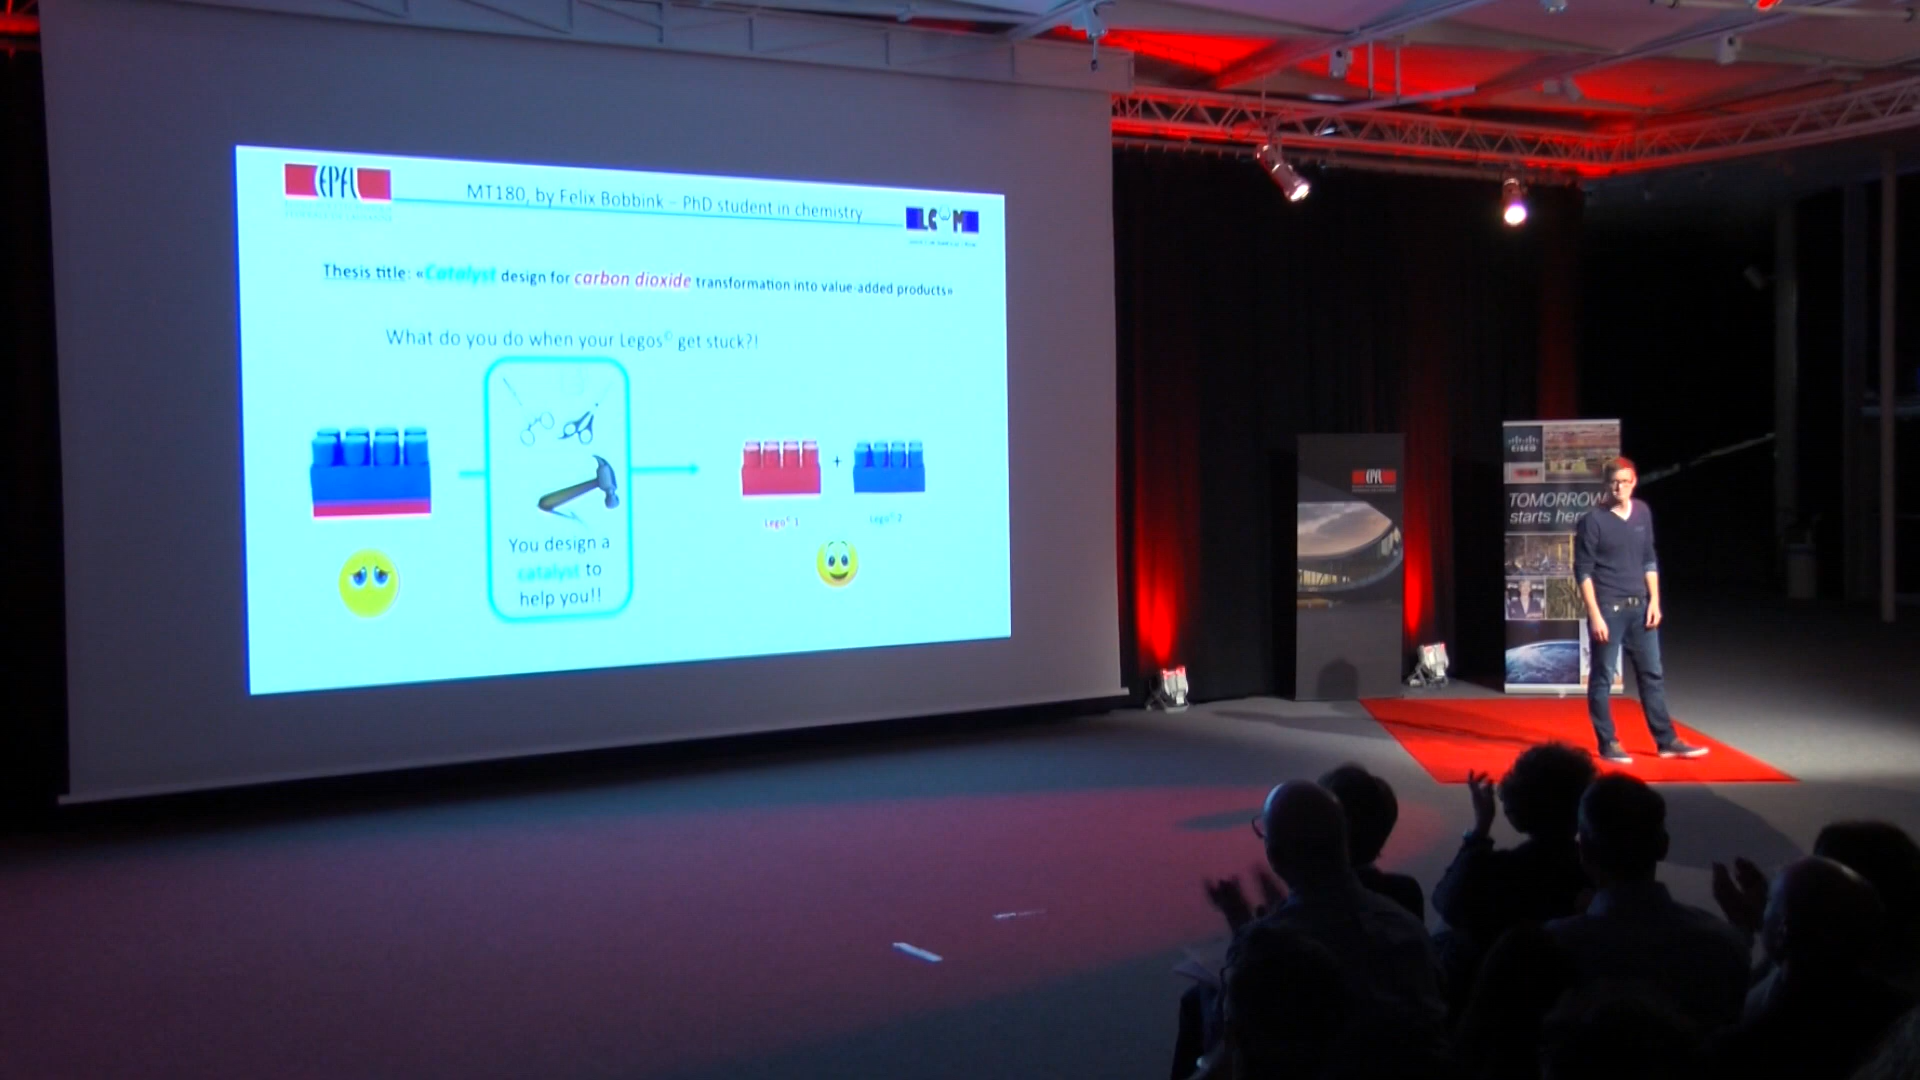 EPFL
MT180, by Felix Bobbink – PhD student in chemistry
LCOM
Thesis title: «Catalyst design for carbon dioxide transformation into value-added products»
What do you do when your Legos© get stuck?!
You design a
catalyst to
help you!!
+
Lego© 1
Lego© 2
EPFL
CISCO
TOMORROW
starts here